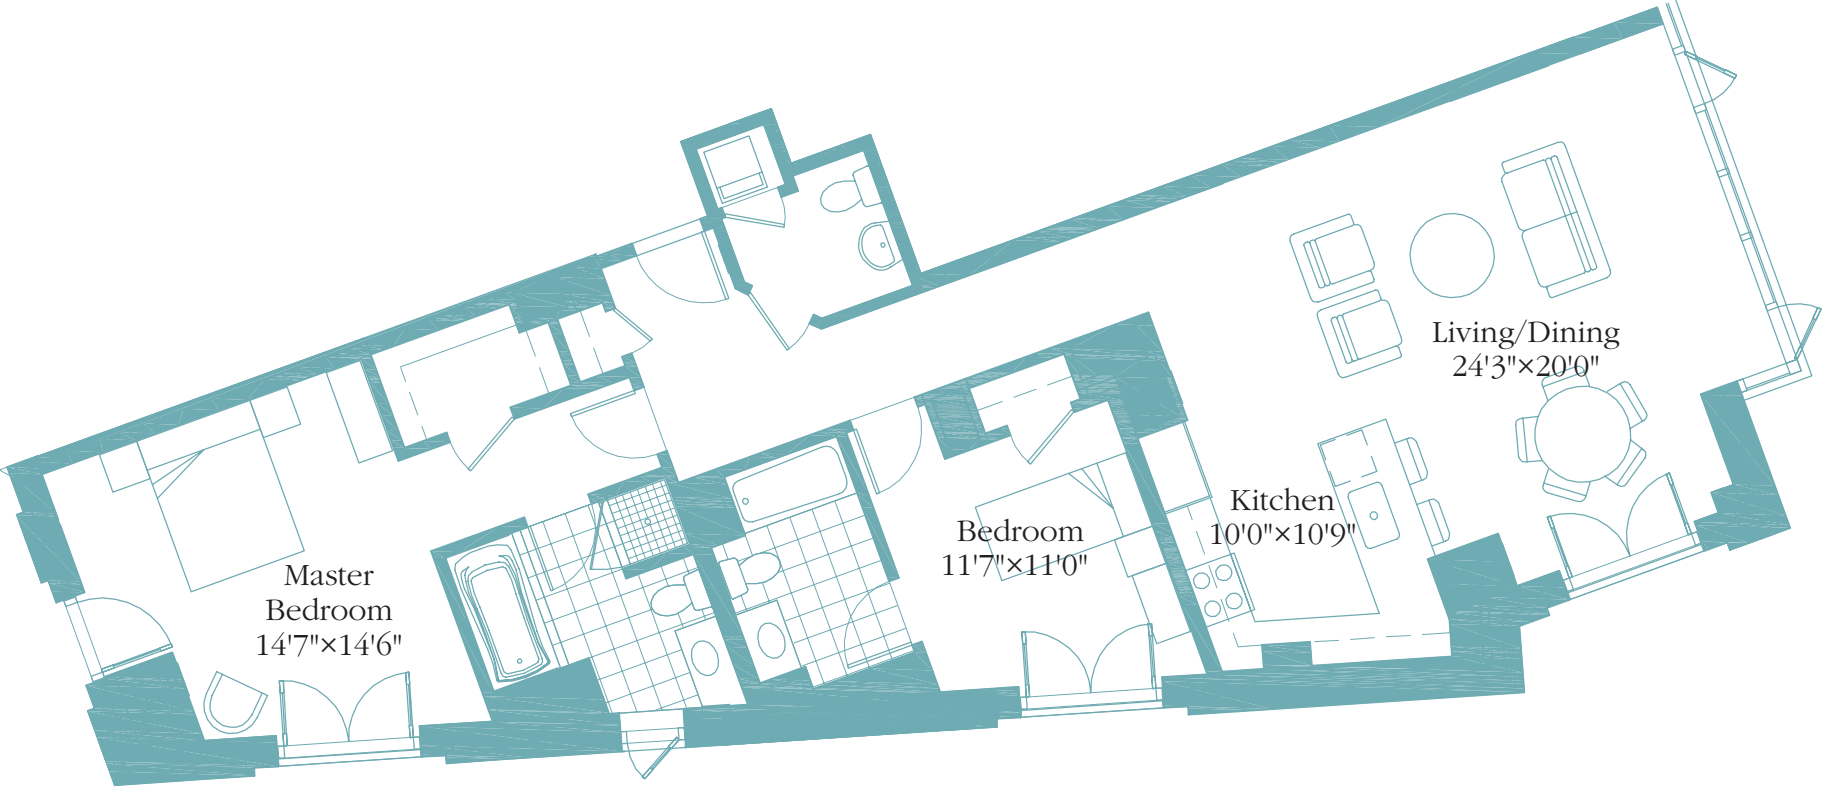 Master
Bedroom
14'7"×14'6"
Bedroom
11'7"×11'0"
Kitchen
10'0"×10'9"
Living/Dining
24'3"×20'0"